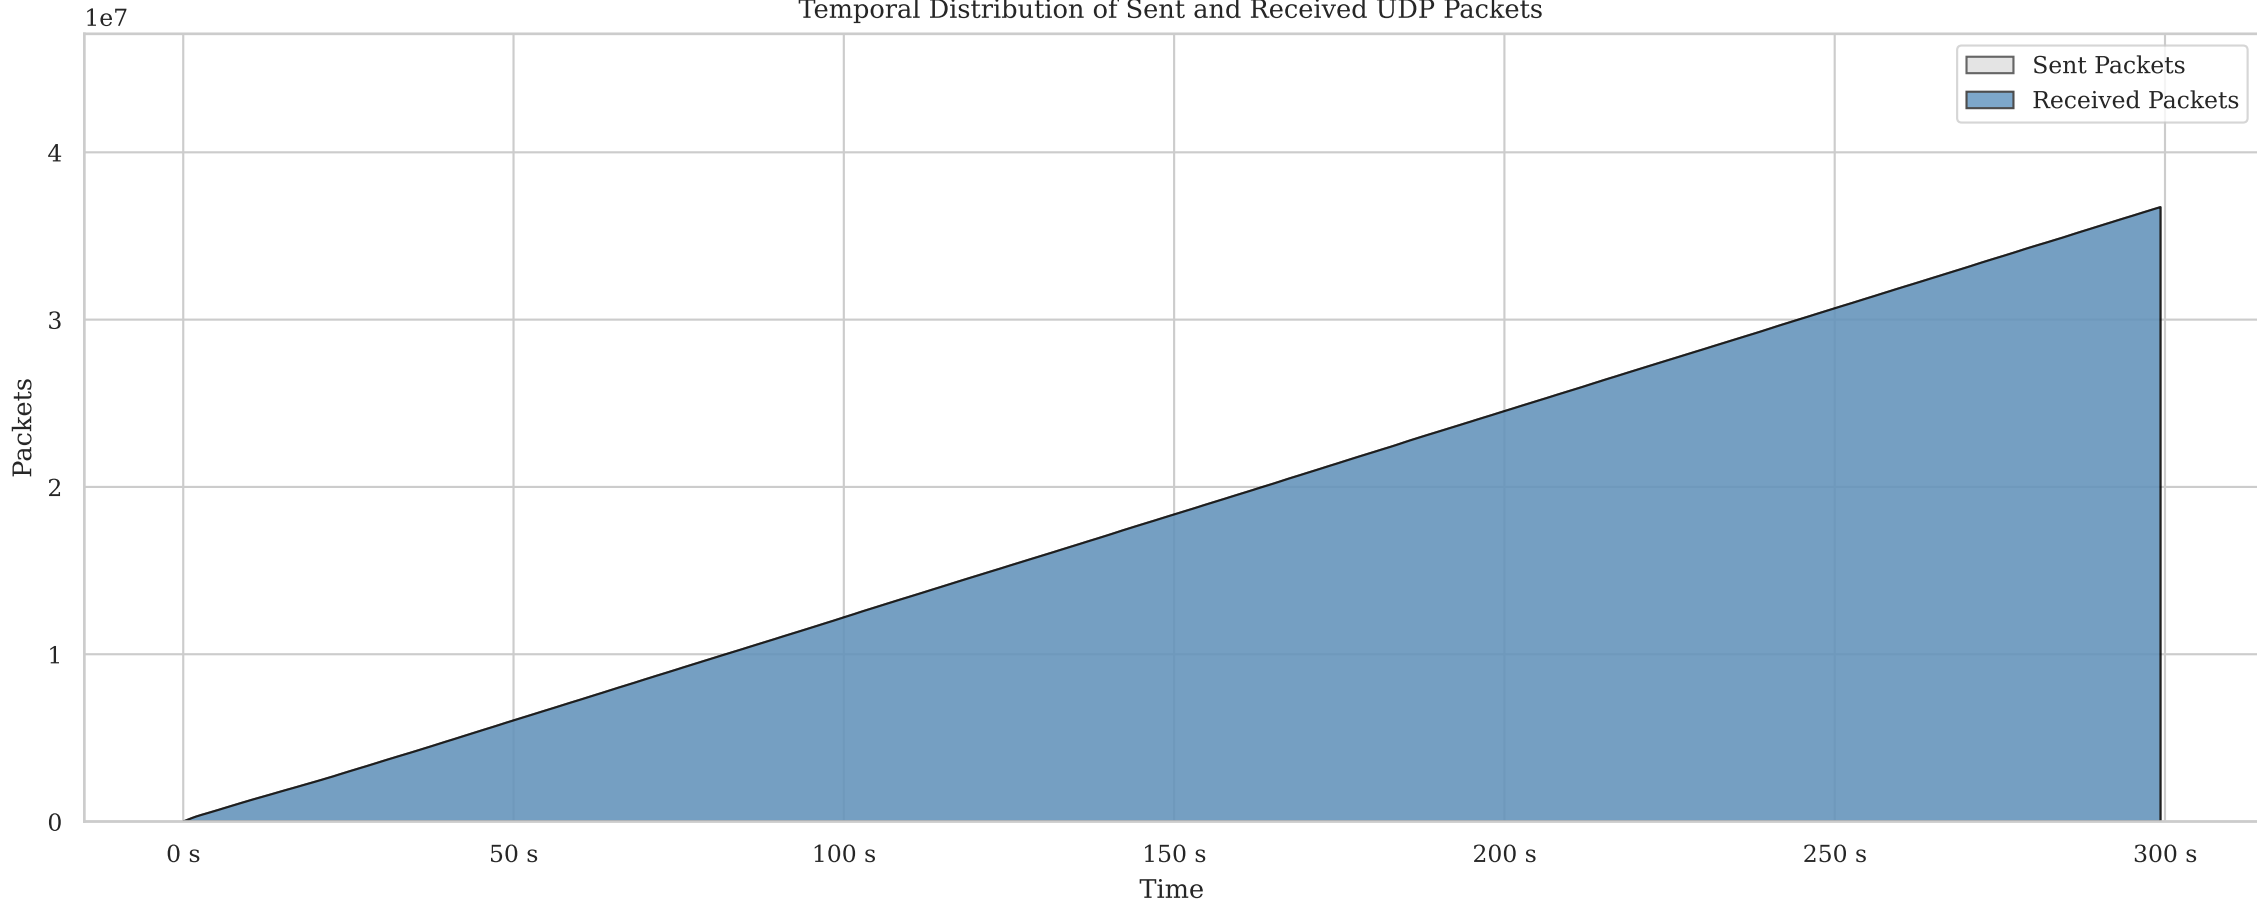 Temporal Distribution of Sent and Received UDP Packets
1e7
Sent Packets
Received Packets
4
3
2
1
0
Packets
0 s 50 s 100 s 150 s 200 s 250 s 300 s
Time